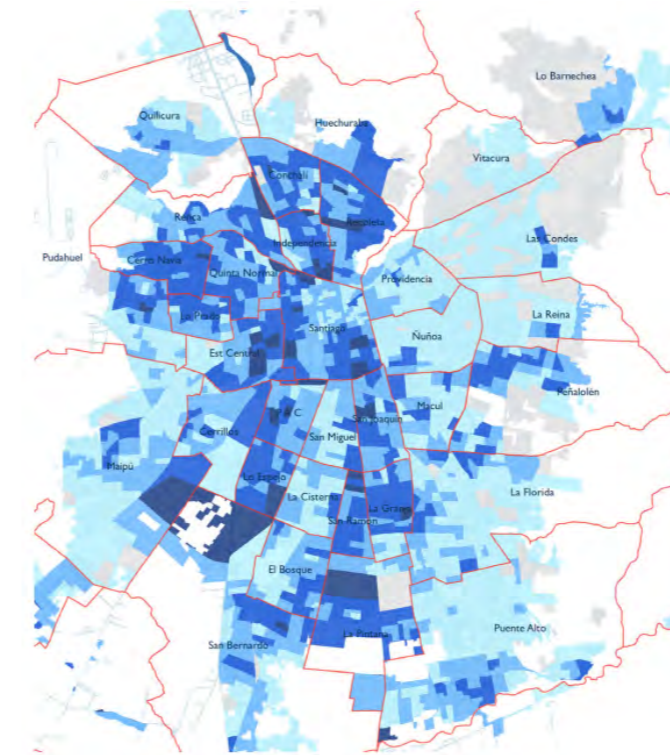 Lo Barnechea
Quilicura
Huechuraba
Vitacura
Conchalí
Renca
Recoleta
Las Condes
Independencia
Pudahuel
Cerro Navia
Quinta Normal
Providencia
Lo Prado
La Reina
Santiago
Ñuñoa
Est. Central
Peñalolén
P A C
Macul
San Joaquín
Cerrillos
San Miguel
Maipú
Lo Espejo
La Cisterna
La Granja
La Florida
San Ramón
El Bosque
Puente Alto
La Pintana
San Bernardo